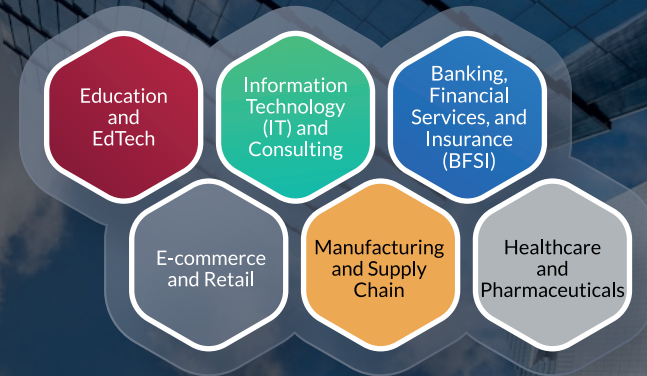 Education
and
EdTech
Information
Technology
(IT) and
Consulting
Banking,
Financial
Services, and
Insurance
(BFSI)
E-commerce
and Retail
Manufacturing
and Supply
Chain
Healthcare
and
Pharmaceuticals